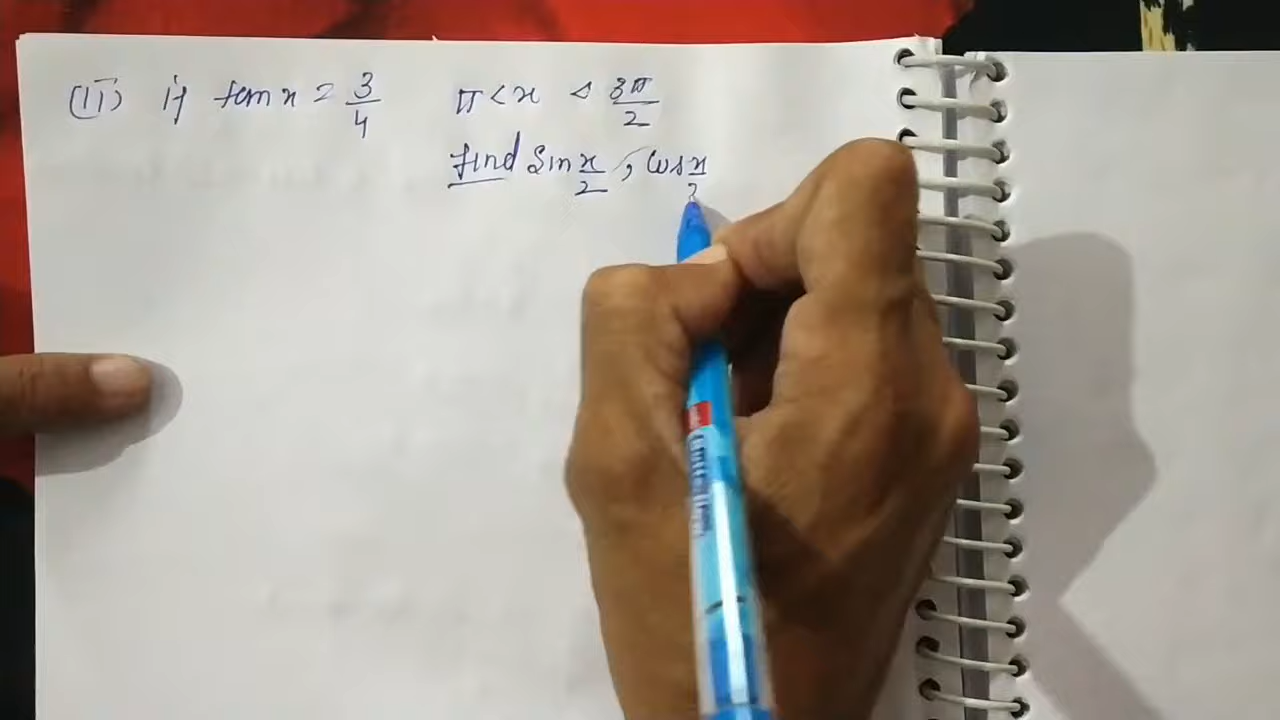 (ii) if tan x = 3/4 π < x < 3π/2
find Sin x/2, Cos x/2